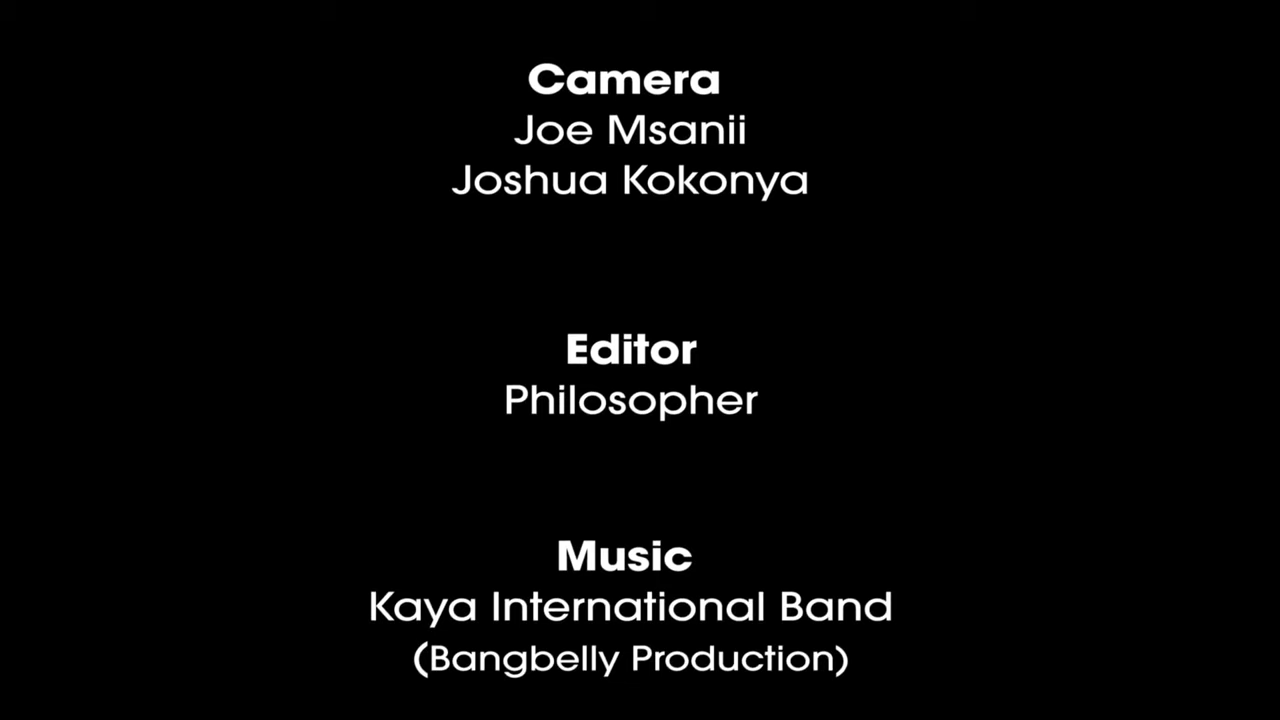 Camera
Joe Msanii
Joshua Kokonya
Editor
Philosopher
Music
Kaya International Band
(Bangbelly Production)